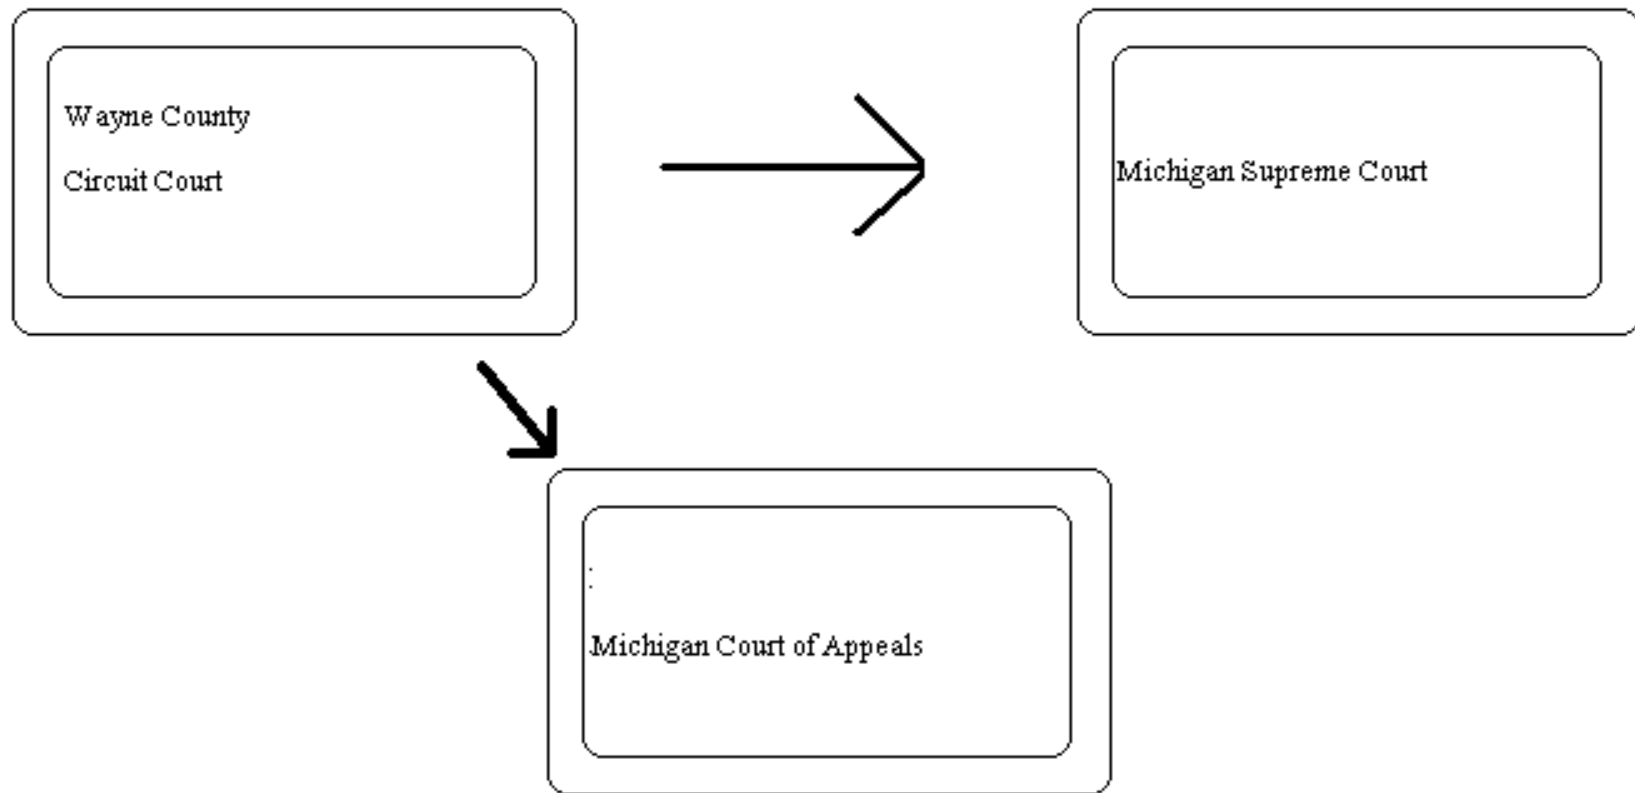 Wayne County
Circuit Court
Michigan Supreme Court
:
Michigan Court of Appeals